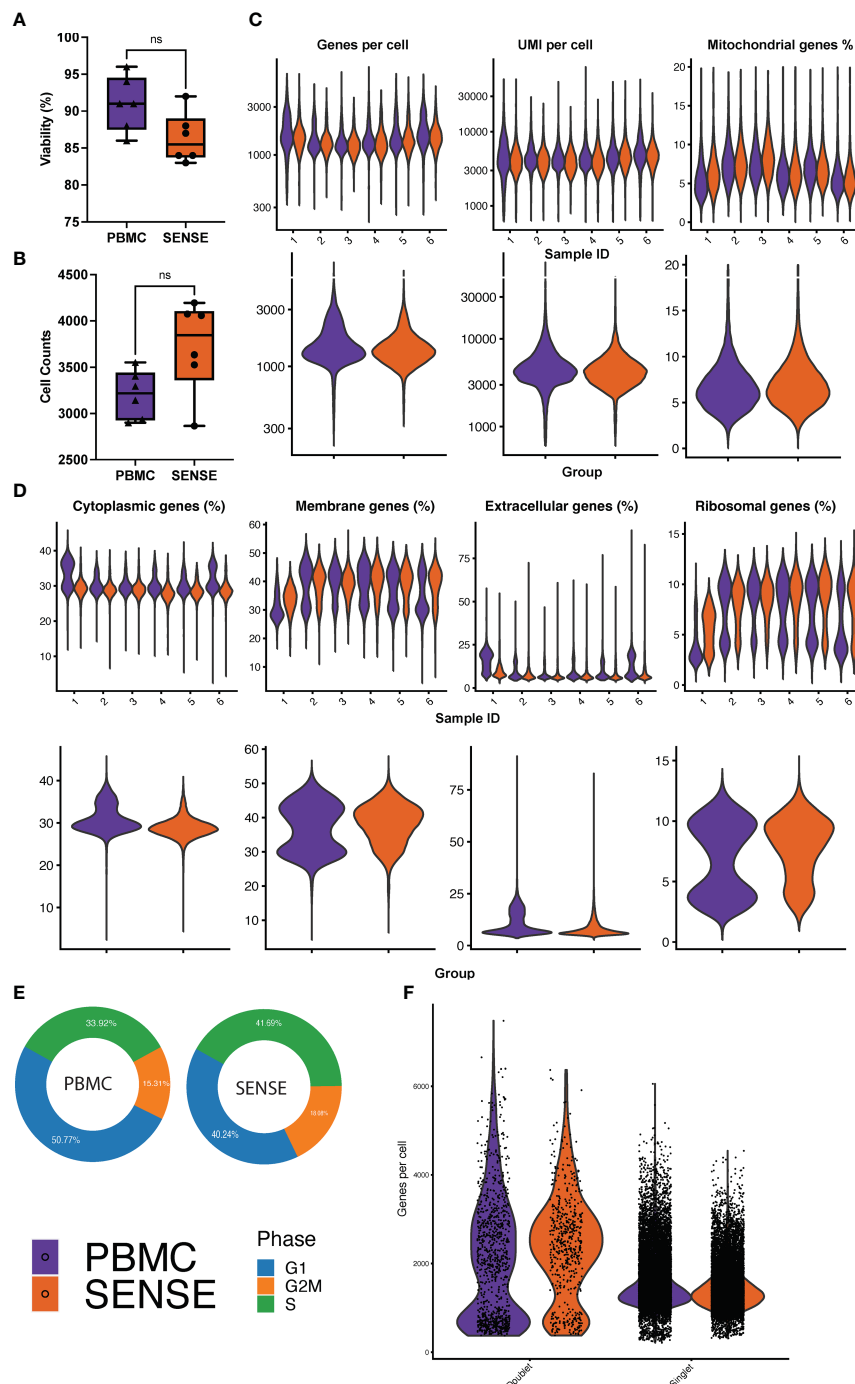 A
C
100
ns
Viability (%)
95
90
85
80
75
PBMC
SENSE
Genes per cell
UMI per cell
Mitochondrial genes %
3000
1000
300
30000
10000
3000
1000
20
15
10
5
0
1 2 3 4 5 6
1 2 3 4 5 6
1 2 3 4 5 6
Sample ID
B
4500
ns
Cell Counts
4000
3500
3000
2500
PBMC
SENSE
3000
1000
300
30000
10000
3000
1000
20
15
10
5
0
Group
D
Cytoplasmic genes (%)
Membrane genes (%)
Extracellular genes (%)
Ribosomal genes (%)
40
30
20
10
60
50
40
30
20
10
75
50
25
0
15
10
5
0
1 2 3 4 5 6
1 2 3 4 5 6
1 2 3 4 5 6
1 2 3 4 5 6
Sample ID
40
30
20
10
0
60
50
40
30
20
10
75
50
25
0
15
10
5
0
Group
E
33.92%
15.31%
50.77%
PBMC
41.69%
40.24%
SENSE
PBMC
SENSE
Phase
G1
G2M
S
F
Genes per cell
6000
4000
2000
0
Doublet
Singlet